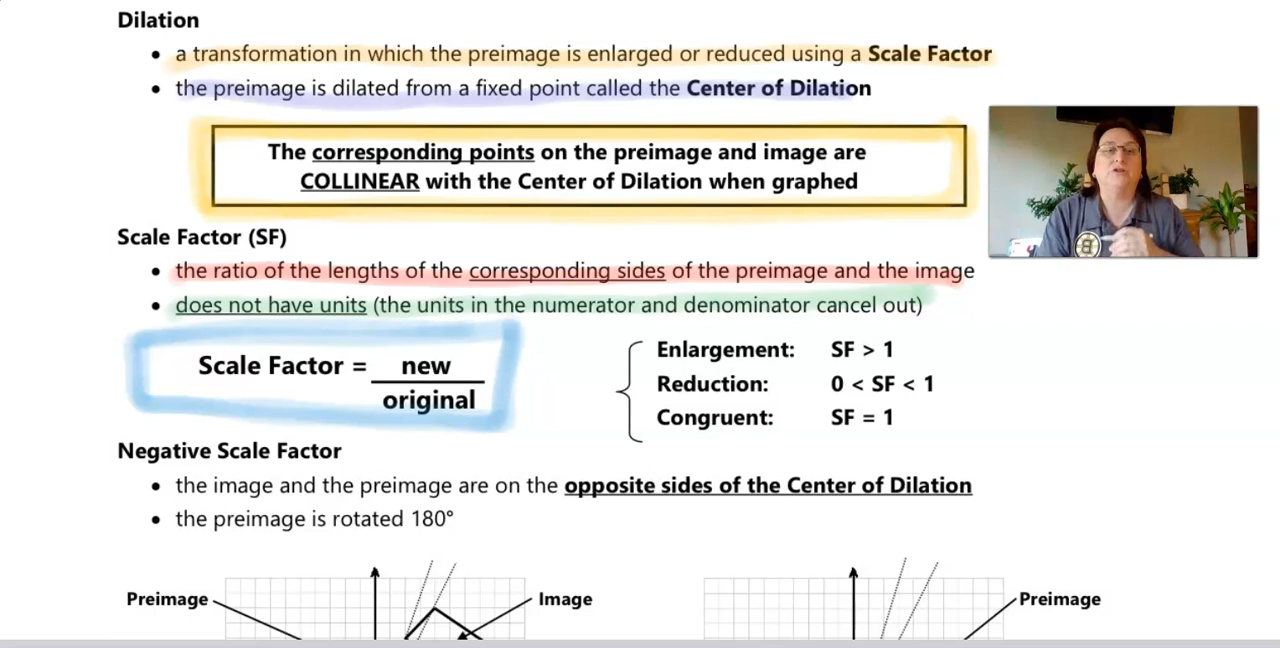 Dilation
• a transformation in which the preimage is enlarged or reduced using a Scale Factor
• the preimage is dilated from a fixed point called the Center of Dilation
The corresponding points on the preimage and image are
COLLINEAR with the Center of Dilation when graphed
Scale Factor (SF)
• the ratio of the lengths of the corresponding sides of the preimage and the image
• does not have units (the units in the numerator and denominator cancel out)
Scale Factor = new
original
Enlargement: SF > 1
Reduction: 0 < SF < 1
Congruent: SF = 1
Negative Scale Factor
• the image and the preimage are on the opposite sides of the Center of Dilation
• the preimage is rotated 180°
Preimage
Image
Preimage
B